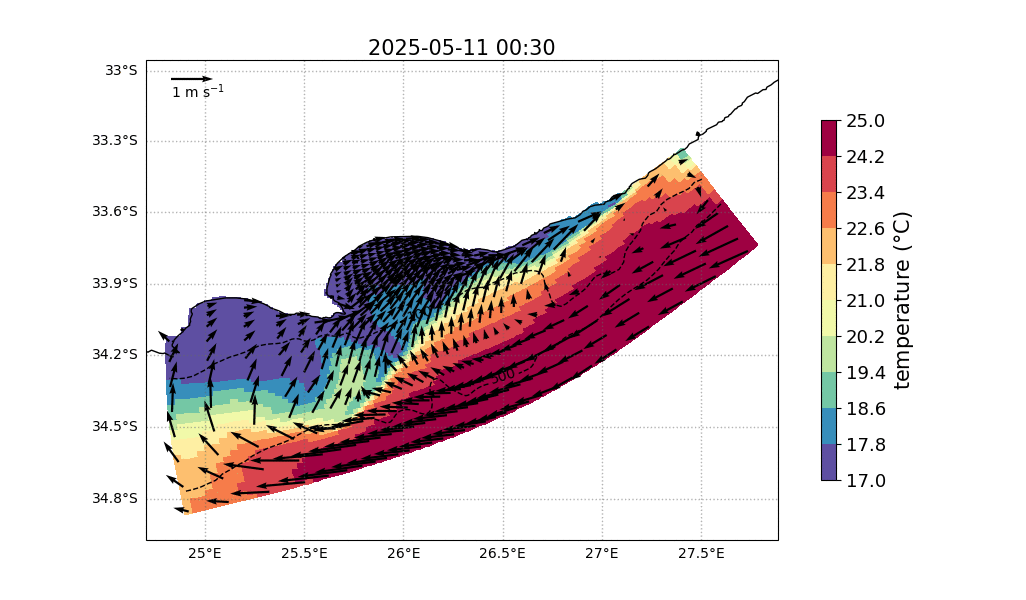 2025-05-11 00:30
1 m s⁻¹
33°S
33.3°S
33.6°S
33.9°S
34.2°S
34.5°S
34.8°S
25°E
25.5°E
26°E
26.5°E
27°E
27.5°E
500
25.0
24.2
23.4
22.6
21.8
21.0
20.2
19.4
18.6
17.8
17.0
temperature (°C)